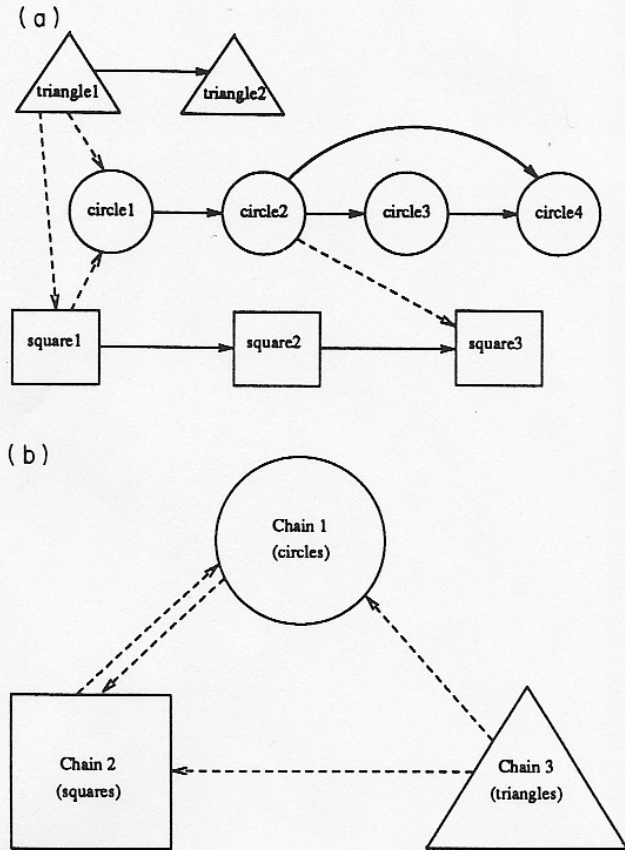 (a)
triangle1
triangle2
circle1
circle2
circle3
circle4
square1
square2
square3
(b)
Chain 1
(circles)
Chain 2
(squares)
Chain 3
(triangles)